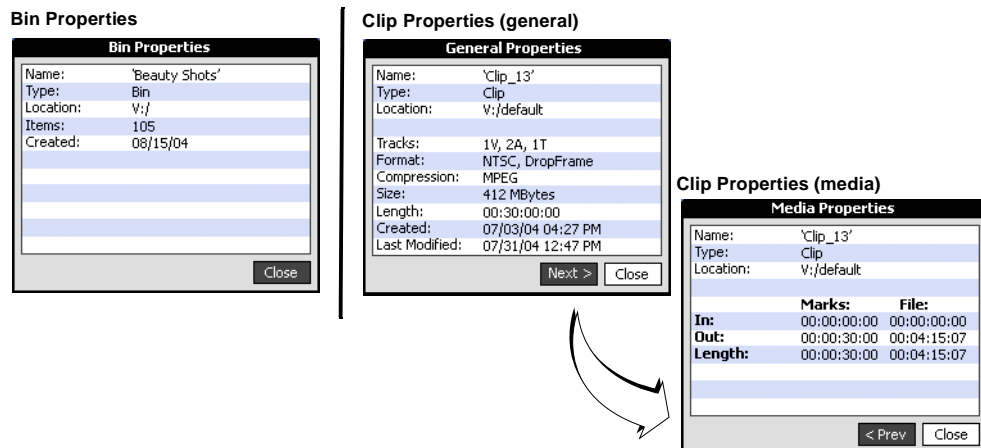 Bin Properties
Bin Properties
Name: 'Beauty Shots'
Type: Bin
Location: V:/
Items: 105
Created: 08/15/04
Close
Clip Properties (general)
General Properties
Name: 'Clip_13'
Type: Clip
Location: V:/default
Tracks: 1V, 2A, 1T
Format: NTSC, DropFrame
Compression: MPEG
Size: 412 MBytes
Length: 00:30:00:00
Created: 07/03/04 04:27 PM
Last Modified: 07/31/04 12:47 PM
Next > Close
Clip Properties (media)
Media Properties
Name: 'Clip_13'
Type: Clip
Location: V:/default
Marks: File:
In: 00:00:00:00 00:00:00:00
Out: 00:00:30:00 00:04:15:07
Length: 00:00:30:00 00:04:15:07
< Prev Close